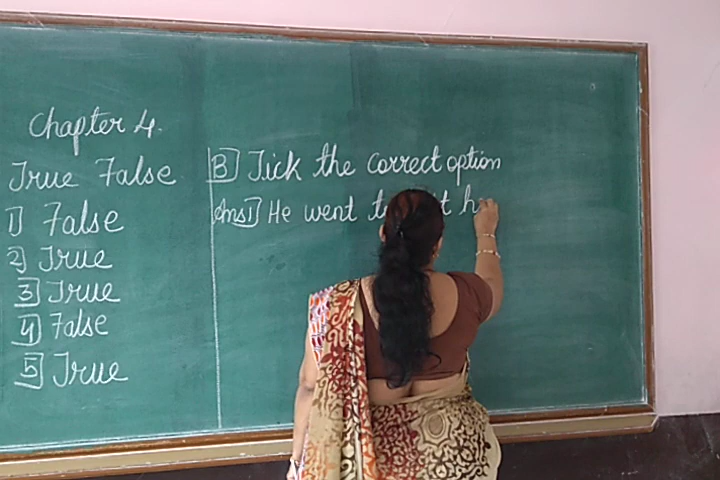 Chapter 4.
True False
1) False
2) True
3) True
4) False
5) True
B) Tick the correct option
Ans1) He went